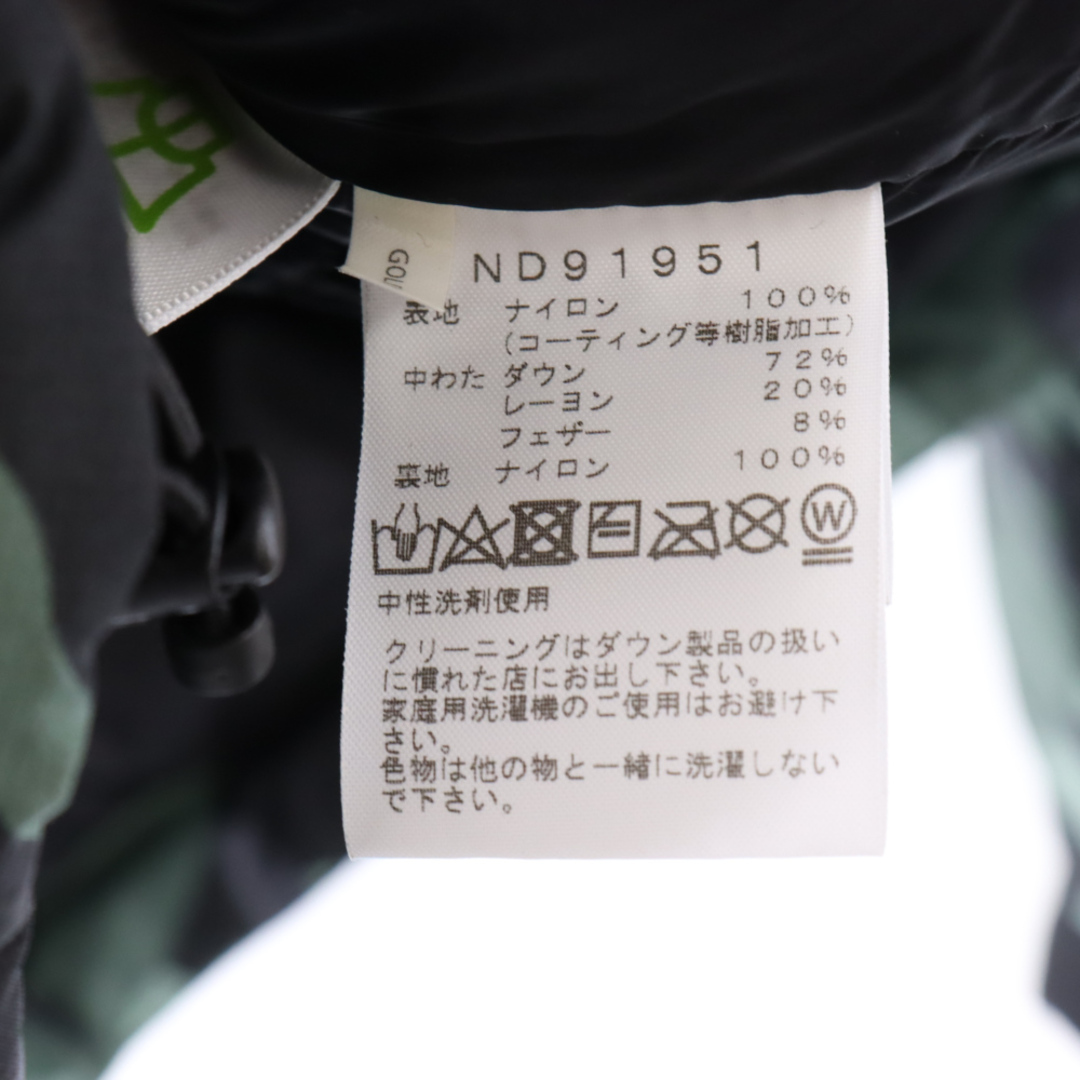 GOL
ND91951
表地 ナイロン 100%
(コーティング等樹脂加工)
中わた ダウン 72%
レーヨン 20%
フェザー 8%
裏地 ナイロン 100%
W
中性洗剤使用
クリーニングはダウン製品の扱い
に慣れた店にお出し下さい。
家庭用洗濯機のご使用はお避け下
さい。
色物は他の物と一緒に洗濯しない
で下さい。